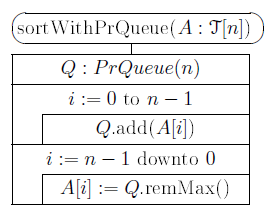 sortWithPrQueue(A : 𝒯[n])
Q : PrQueue(n)
i := 0 to n − 1
Q.add(A[i])
i := n − 1 downto 0
A[i] := Q.remMax()